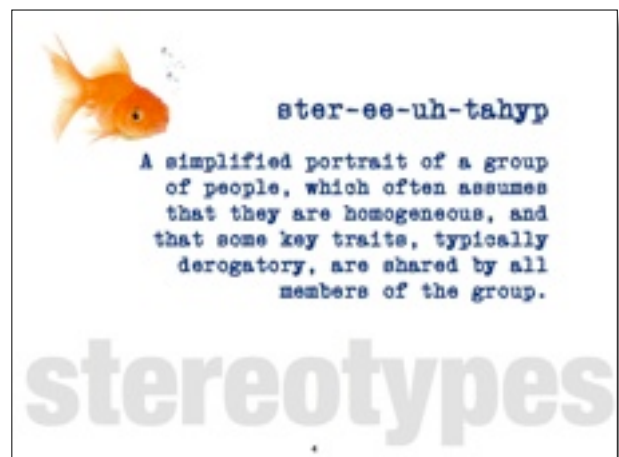 ster-ee-uh-tahyp
A simplified portrait of a group
of people, which often assumes
that they are homogeneous, and
that some key traits, typically
derogatory, are shared by all
members of the group.
stereotypes
4